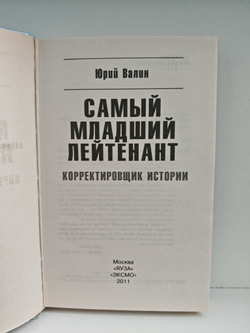 Юрий Валин
САМЫЙ
МЛАДШИЙ
ЛЕЙТЕНАНТ
КОРРЕКТИРОВЩИК ИСТОРИИ
Москва
«ЯУЗА»
«ЭКСМО»
2011